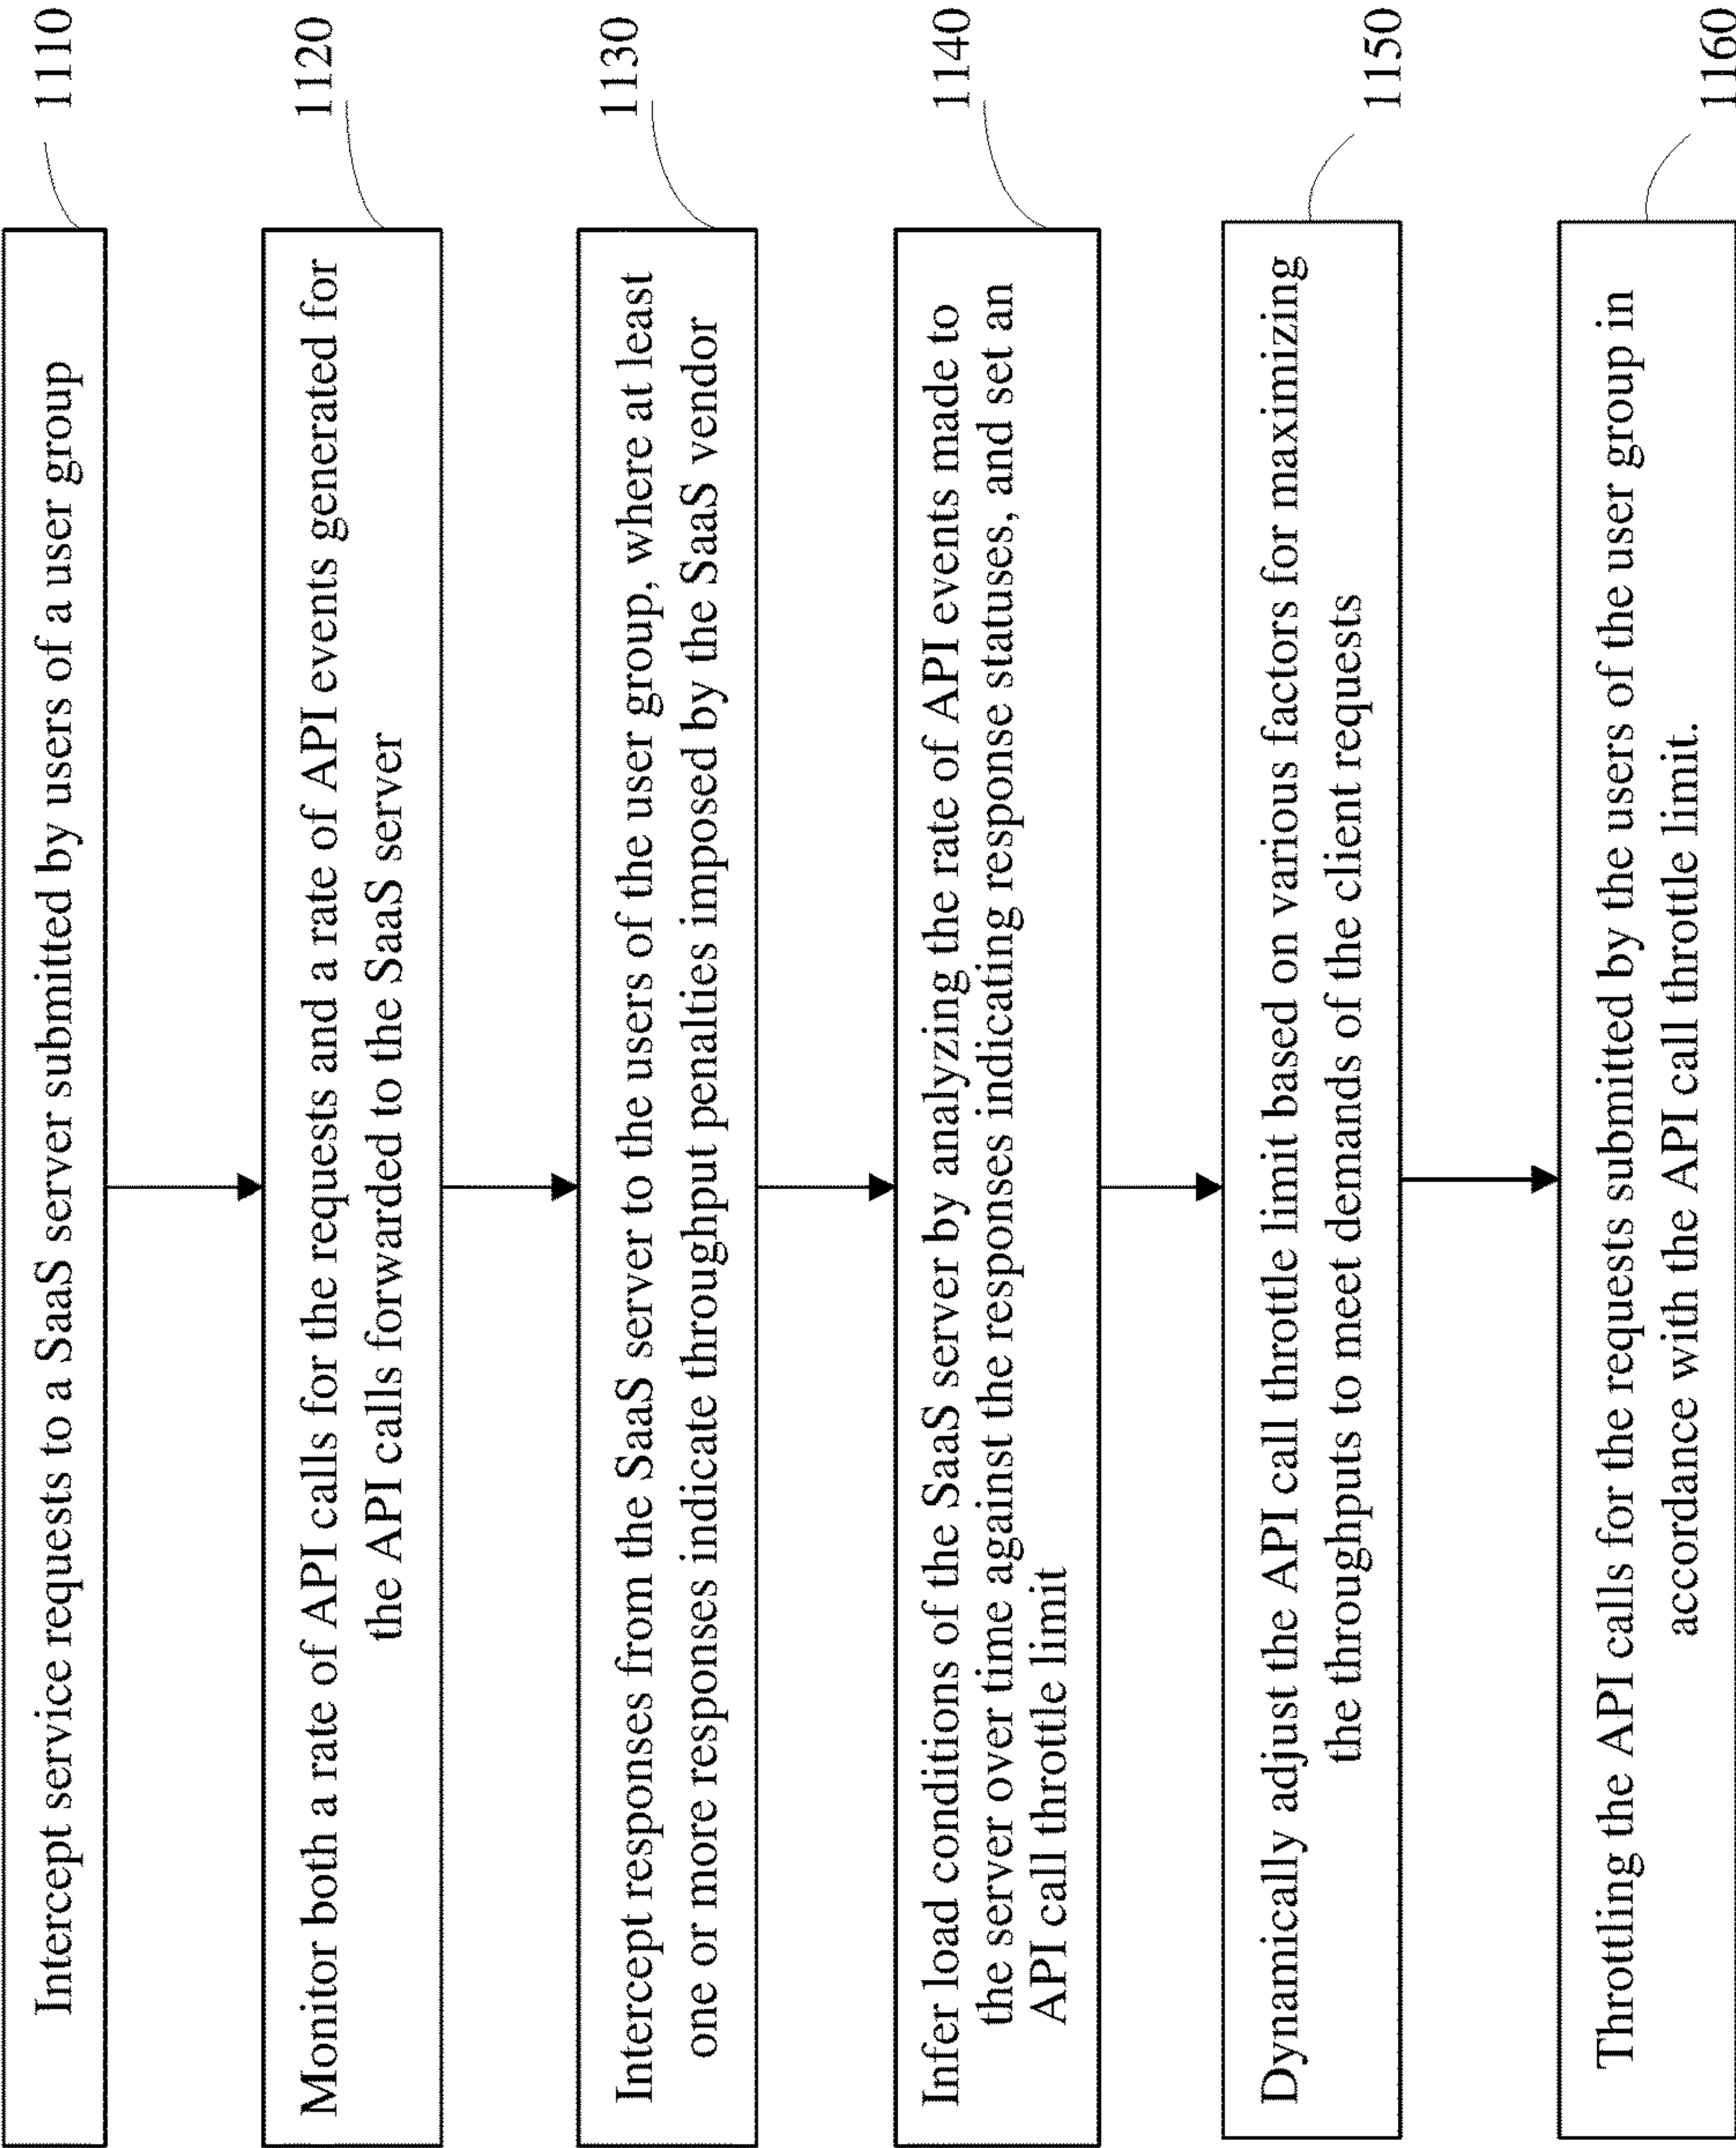 Intercept service requests to a SaaS server submitted by users of a user group
1110
Monitor both a rate of API calls for the requests and a rate of API events generated for
the API calls forwarded to the SaaS server
1120
Intercept responses from the SaaS server to the users of the user group, where at least
one or more responses indicate throughput penalties imposed by the SaaS vendor
1130
Infer load conditions of the SaaS server by analyzing the rate of API events made to
the server over time against the responses indicating response statuses, and set an
API call throttle limit
1140
Dynamically adjust the API call throttle limit based on various factors for maximizing
the throughputs to meet demands of the client requests
1150
Throttling the API calls for the requests submitted by the users of the user group in
accordance with the API call throttle limit.
1160